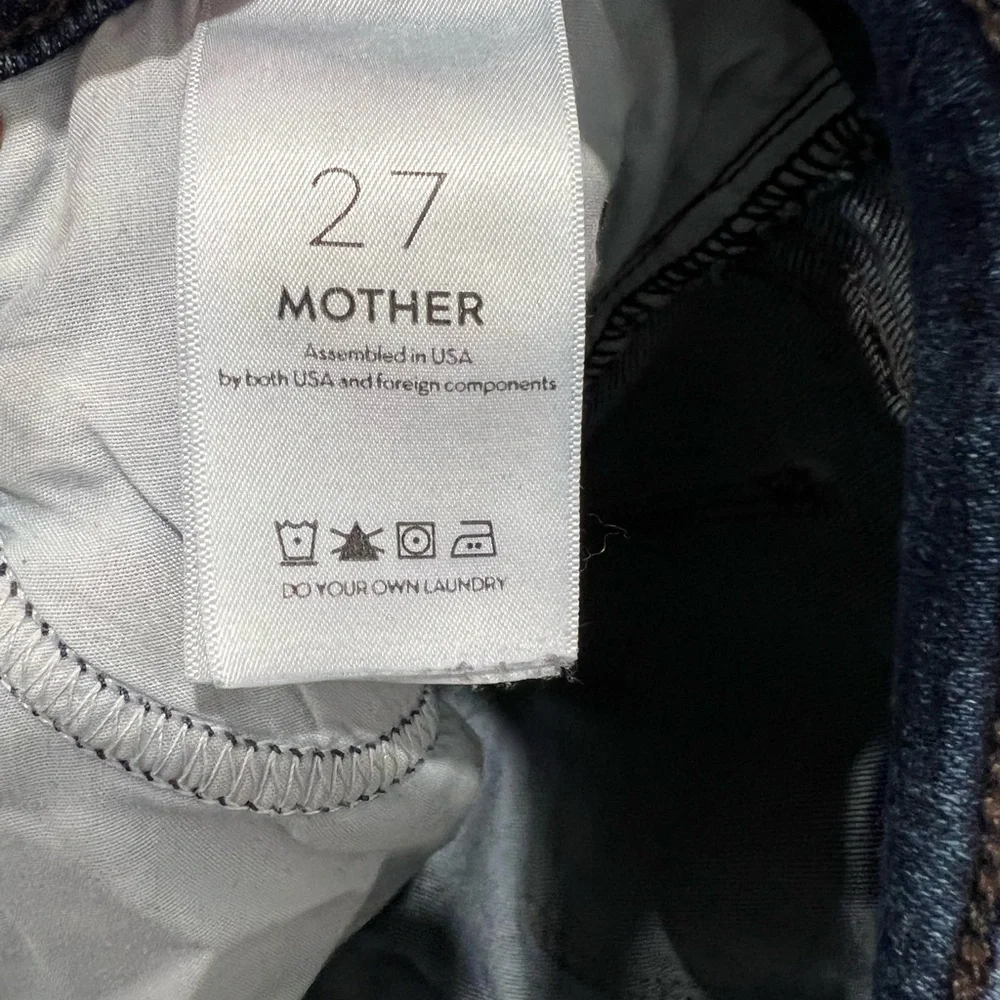 27
MOTHER
Assembled in USA
by both USA and foreign components
DO YOUR OWN LAUNDRY